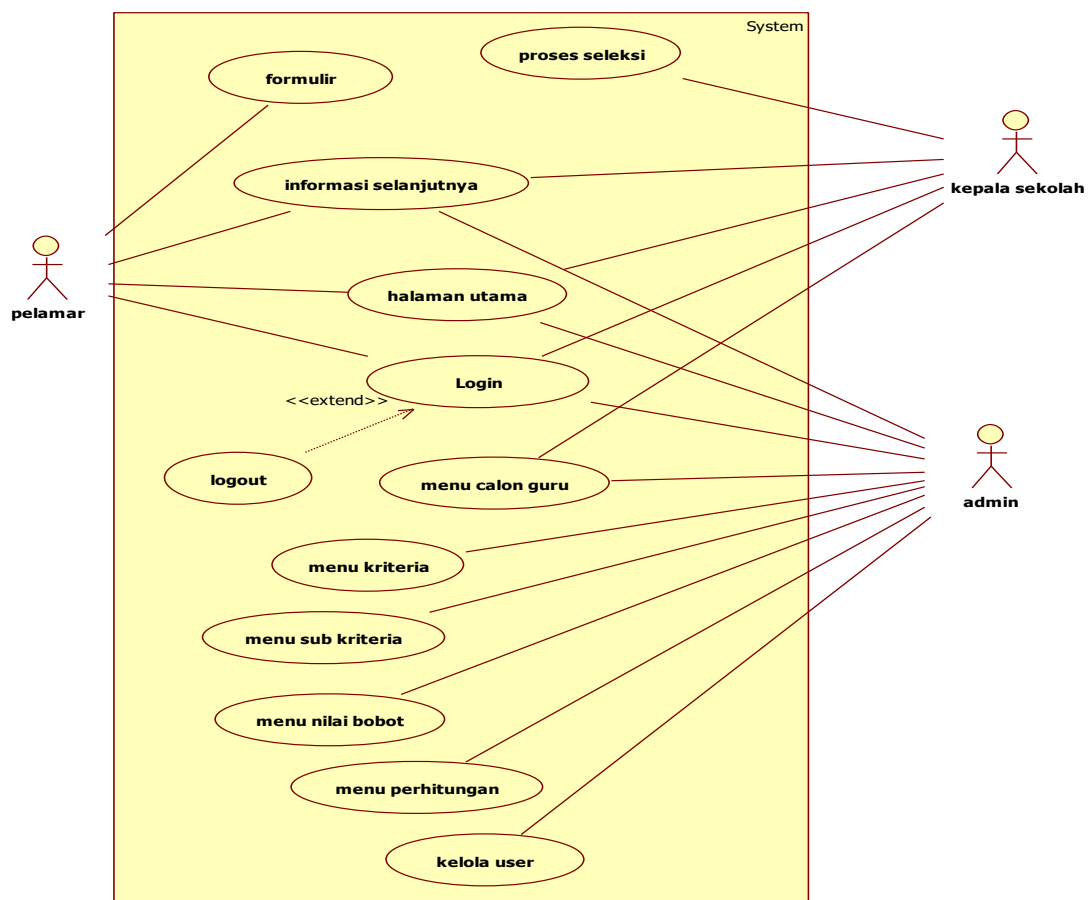 System
proses seleksi
formulir
informasi selanjutnya
kepala sekolah
pelamar
halaman utama
Login
<<extend>>
logout
menu calon guru
admin
menu kriteria
menu sub kriteria
menu nilai bobot
menu perhitungan
kelola user